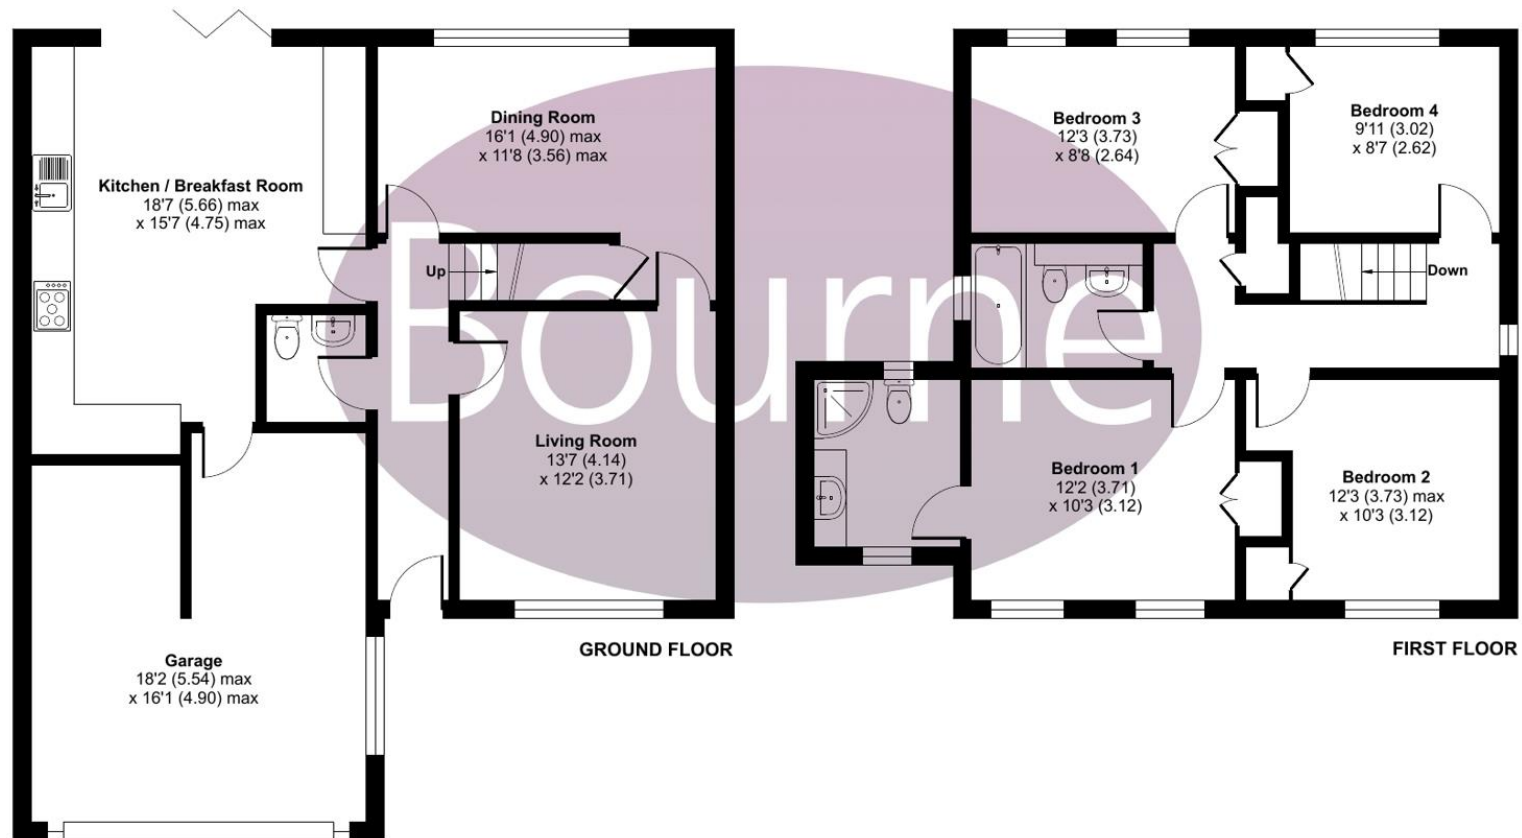 Bourne
Kitchen / Breakfast Room
18'7 (5.66) max
x 15'7 (4.75) max
Dining Room
16'1 (4.90) max
x 11'8 (3.56) max
Up
Living Room
13'7 (4.14)
x 12'2 (3.71)
Garage
18'2 (5.54) max
x 16'1 (4.90) max
GROUND FLOOR
Bedroom 3
12'3 (3.73)
x 8'8 (2.64)
Bedroom 4
9'11 (3.02)
x 8'7 (2.62)
Down
Bedroom 1
12'2 (3.71)
x 10'3 (3.12)
Bedroom 2
12'3 (3.73) max
x 10'3 (3.12)
FIRST FLOOR